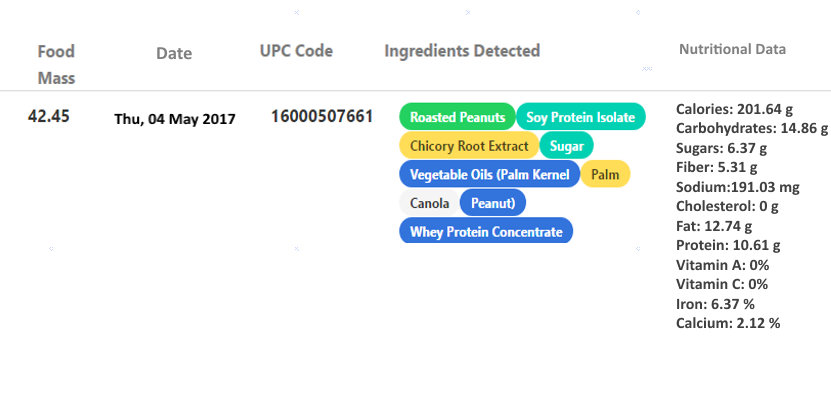 Food Mass
Date
UPC Code
Ingredients Detected
Nutritional Data
42.45
Thu, 04 May 2017
16000507661
Roasted Peanuts
Soy Protein Isolate
Chicory Root Extract
Sugar
Vegetable Oils (Palm Kernel
Palm
Canola
Peanut)
Whey Protein Concentrate
Calories: 201.64 g
Carbohydrates: 14.86 g
Sugars: 6.37 g
Fiber: 5.31 g
Sodium:191.03 mg
Cholesterol: 0 g
Fat: 12.74 g
Protein: 10.61 g
Vitamin A: 0%
Vitamin C: 0%
Iron: 6.37 %
Calcium: 2.12 %